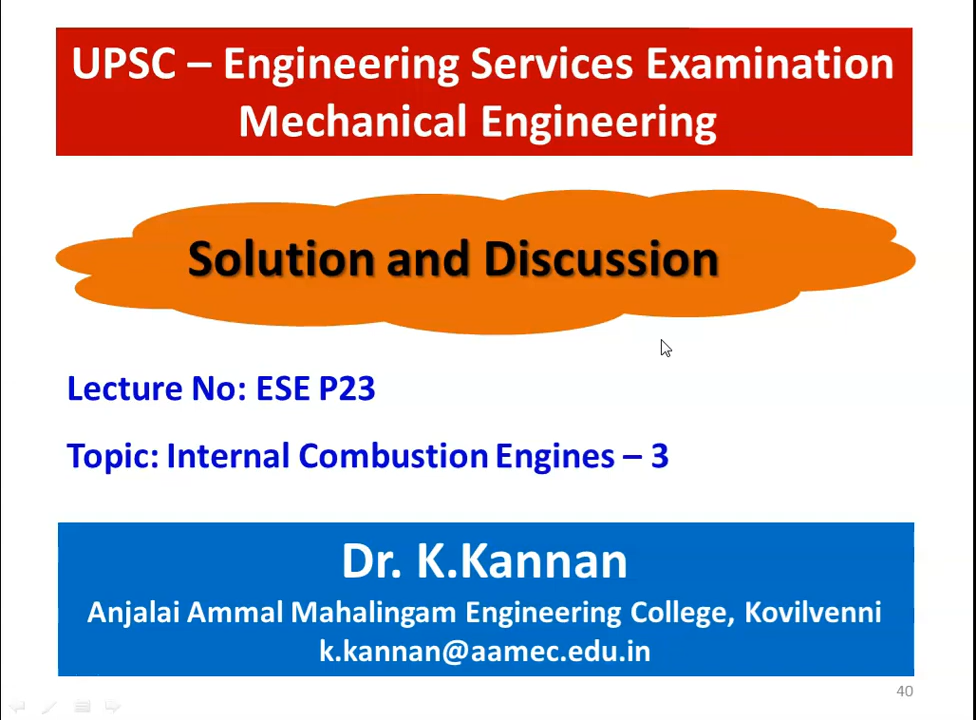 UPSC – Engineering Services Examination
Mechanical Engineering
Solution and Discussion
Lecture No: ESE P23
Topic: Internal Combustion Engines – 3
Dr. K.Kannan
Anjalai Ammal Mahalingam Engineering College, Kovilvenni
k.kannan@aamec.edu.in
40